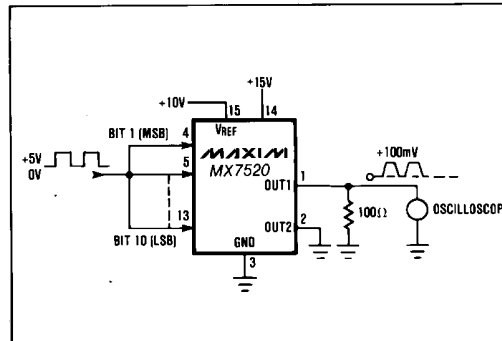 +15V
+10V
15
14
VREF
BIT 1 (MSB)
4
MAXIM
MX7520
+5V
0V
5
+100mV
OUT1
1
100Ω
OSCILLOSCOP
13
BIT 10 (LSB)
OUT2
2
GND
3